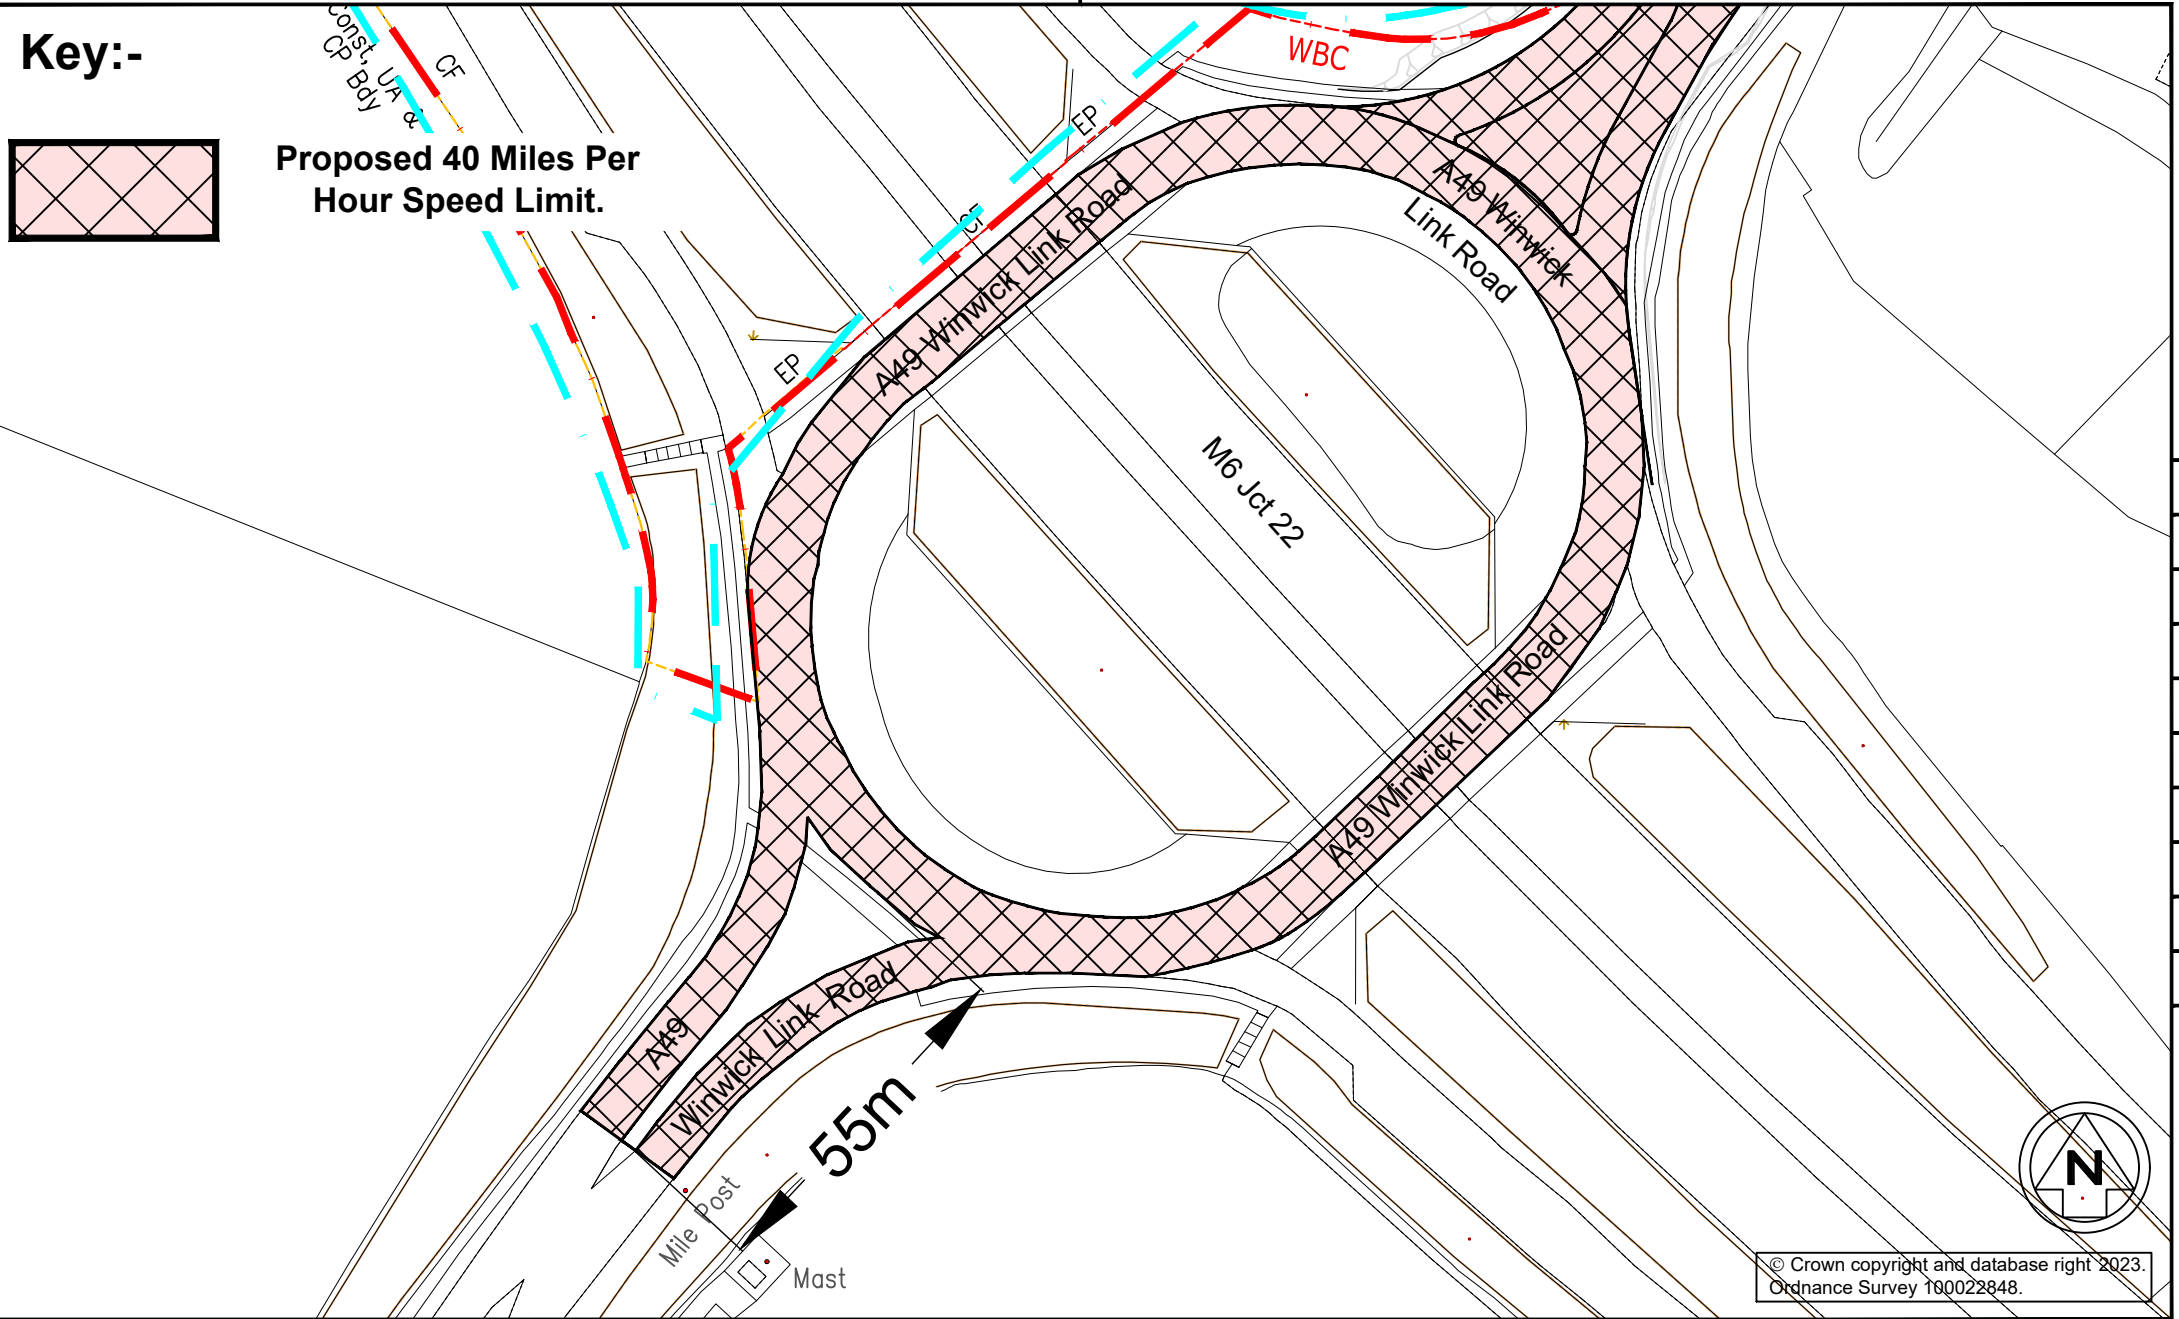 Key:-
Proposed 40 Miles Per
Hour Speed Limit.
Const, UA &
CP Bdy
CF
WBC
EP
EP
A49 Winwick Link Road
A49 Winwick
Link Road
M6 Jct 22
A49 Winwick Link Road
A49
Winwick Link Road
55m
Mile Post
Mast
N
© Crown copyright and database right 2023.
Ordnance Survey 100022848.